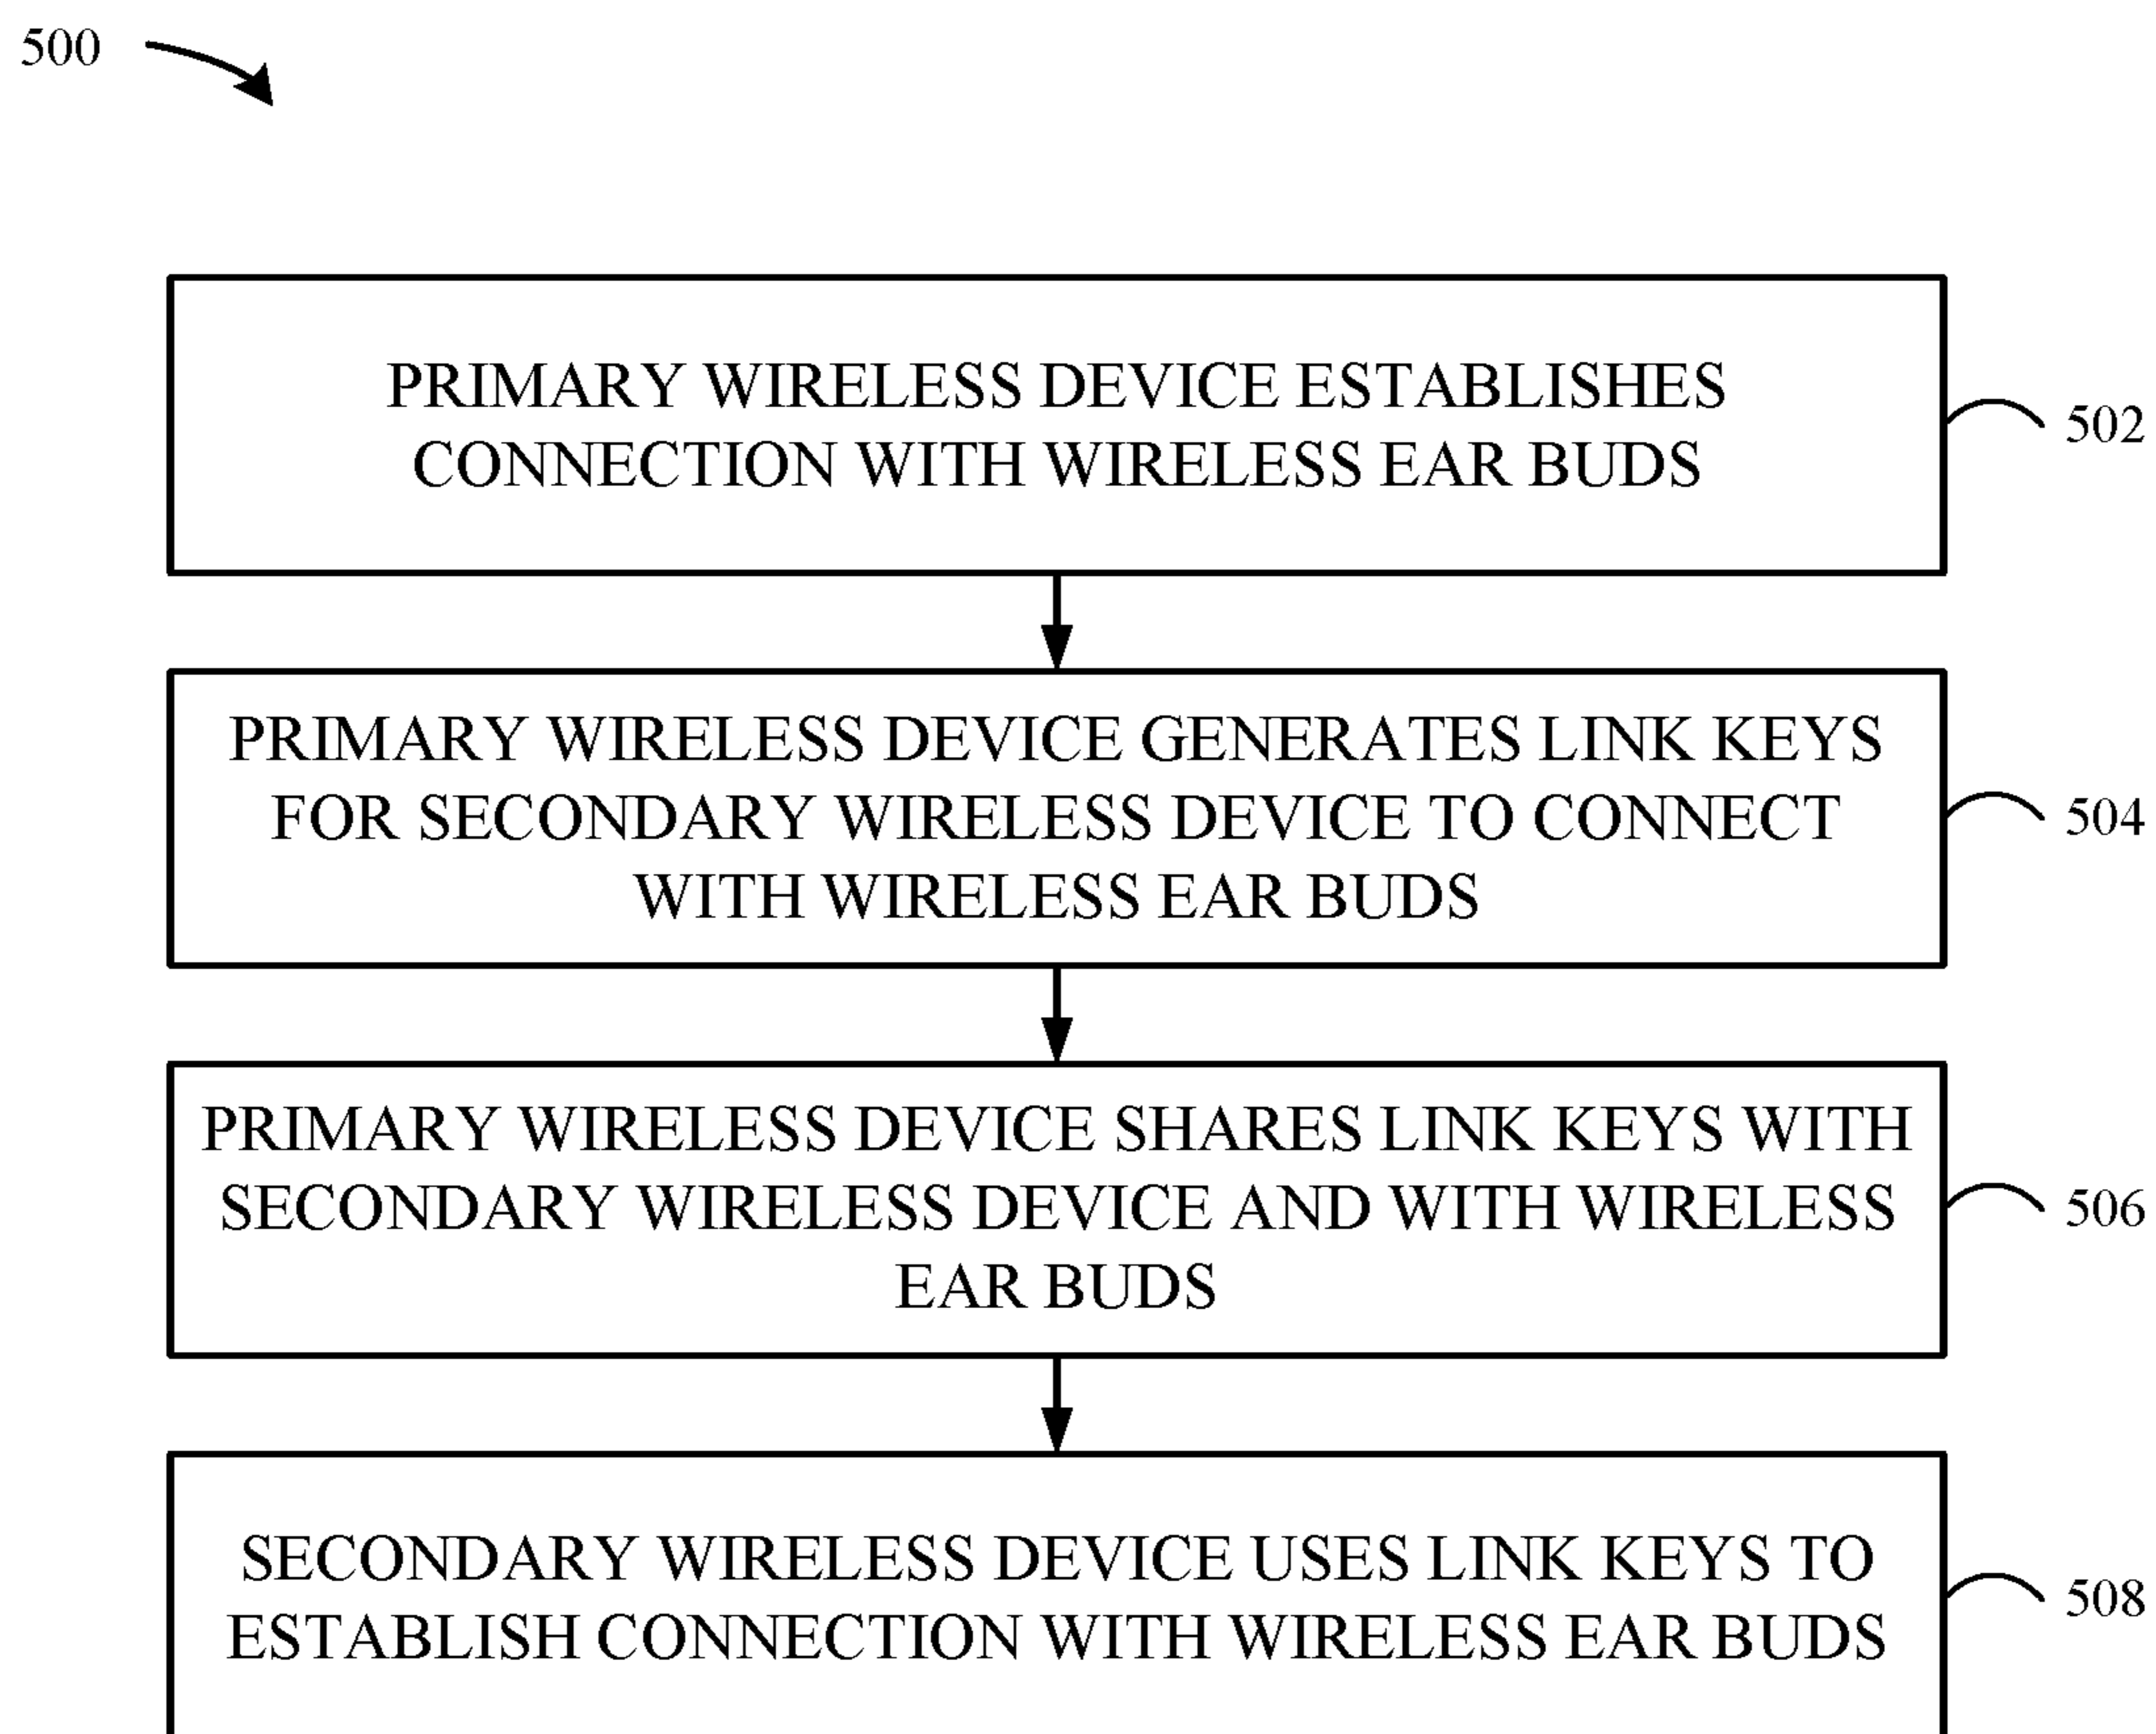 500
PRIMARY WIRELESS DEVICE ESTABLISHES
CONNECTION WITH WIRELESS EAR BUDS
502
PRIMARY WIRELESS DEVICE GENERATES LINK KEYS
FOR SECONDARY WIRELESS DEVICE TO CONNECT
WITH WIRELESS EAR BUDS
504
PRIMARY WIRELESS DEVICE SHARES LINK KEYS WITH
SECONDARY WIRELESS DEVICE AND WITH WIRELESS
EAR BUDS
506
SECONDARY WIRELESS DEVICE USES LINK KEYS TO
ESTABLISH CONNECTION WITH WIRELESS EAR BUDS
508